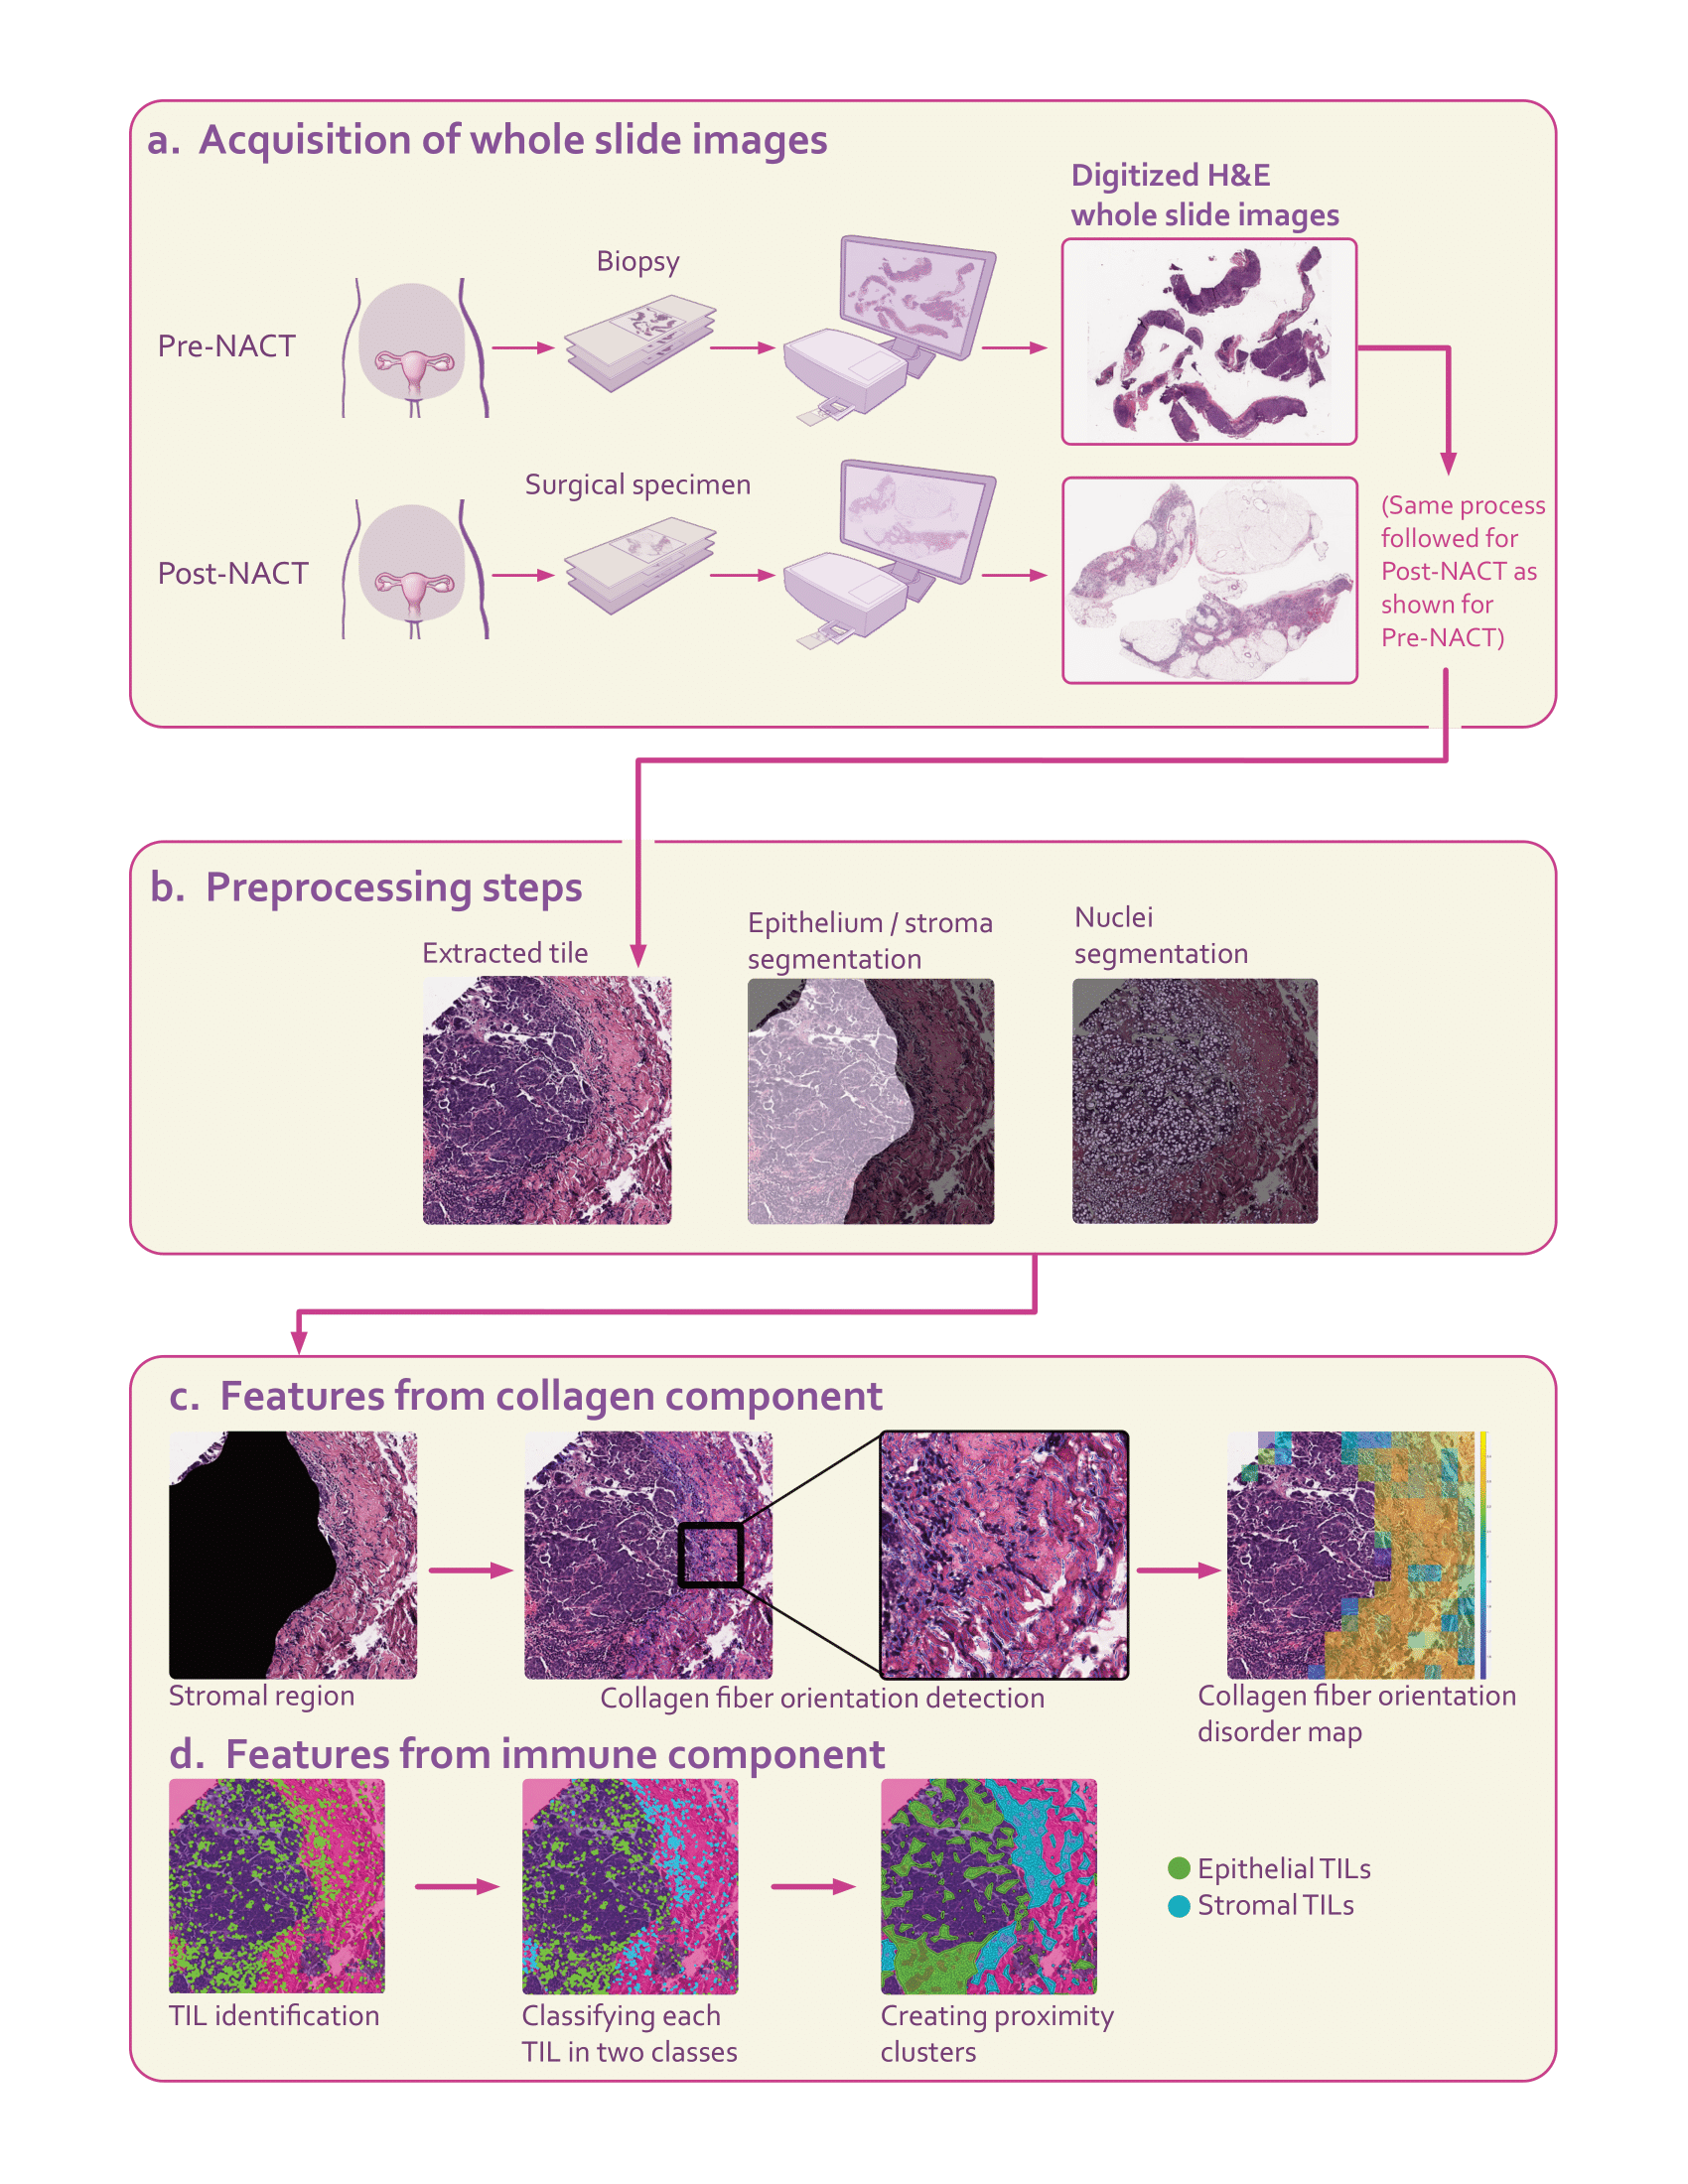 a. Acquisition of whole slide images
Digitized H&E
whole slide images
Biopsy
Pre-NACT
Surgical specimen
Post-NACT
(Same process
followed for
Post-NACT as
shown for
Pre-NACT)
b. Preprocessing steps
Extracted tile
Epithelium / stroma
segmentation
Nuclei
segmentation
c. Features from collagen component
Stromal region
Collagen fiber orientation detection
Collagen fiber orientation
disorder map
d. Features from immune component
Epithelial TILs
Stromal TILs
TIL identification
Classifying each
TIL in two classes
Creating proximity
clusters